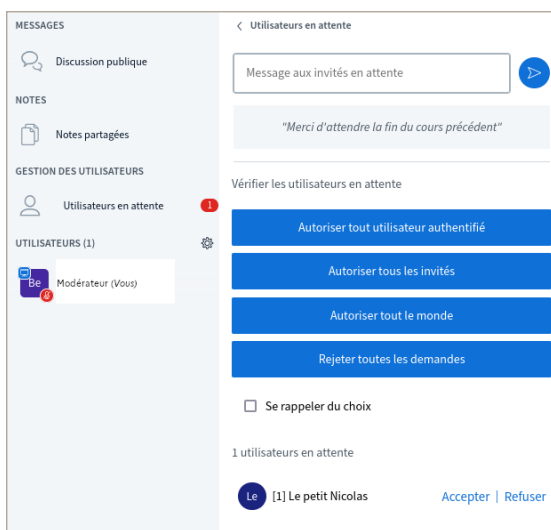 MESSAGES
Discussion publique
NOTES
Notes partagées
GESTION DES UTILISATEURS
Utilisateurs en attente
1
UTILISATEURS (1)
Be
Modérateur (Vous)
Utilisateurs en attente
Message aux invités en attente
"Merci d'attendre la fin du cours précédent"
Vérifier les utilisateurs en attente
Autoriser tout utilisateur authentifié
Autoriser tous les invités
Autoriser tout le monde
Rejeter toutes les demandes
Se rappeler du choix
1 utilisateurs en attente
Le [1] Le petit Nicolas Accepter | Refuser